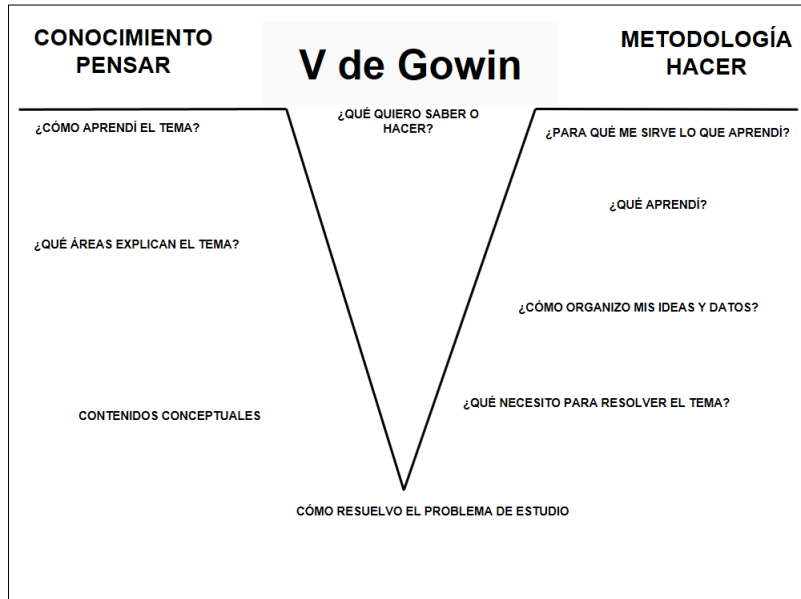 CONOCIMIENTO
PENSAR
V de Gowin
METODOLOGÍA
HACER
¿QUÉ QUIERO SABER O
HACER?
¿CÓMO APRENDÍ EL TEMA?
¿QUÉ ÁREAS EXPLICAN EL TEMA?
CONTENIDOS CONCEPTUALES
¿PARA QUÉ ME SIRVE LO QUE APRENDÍ?
¿QUÉ APRENDÍ?
¿CÓMO ORGANIZO MIS IDEAS Y DATOS?
¿QUÉ NECESITO PARA RESOLVER EL TEMA?
CÓMO RESUELVO EL PROBLEMA DE ESTUDIO